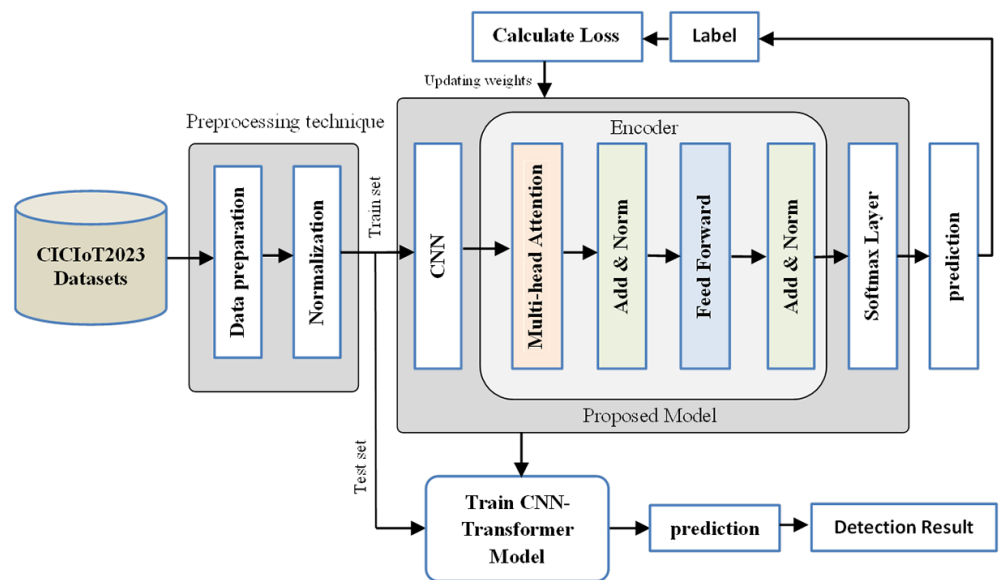 Calculate Loss
Label
Updating weights
Preprocessing technique
Encoder
CICIoT2023
Datasets
Data preparation
Normalization
Train set
CNN
Multi-head Attention
Add & Norm
Feed Forward
Add & Norm
Softmax Layer
prediction
Proposed Model
Test set
Train CNN-
Transformer
Model
prediction
Detection Result